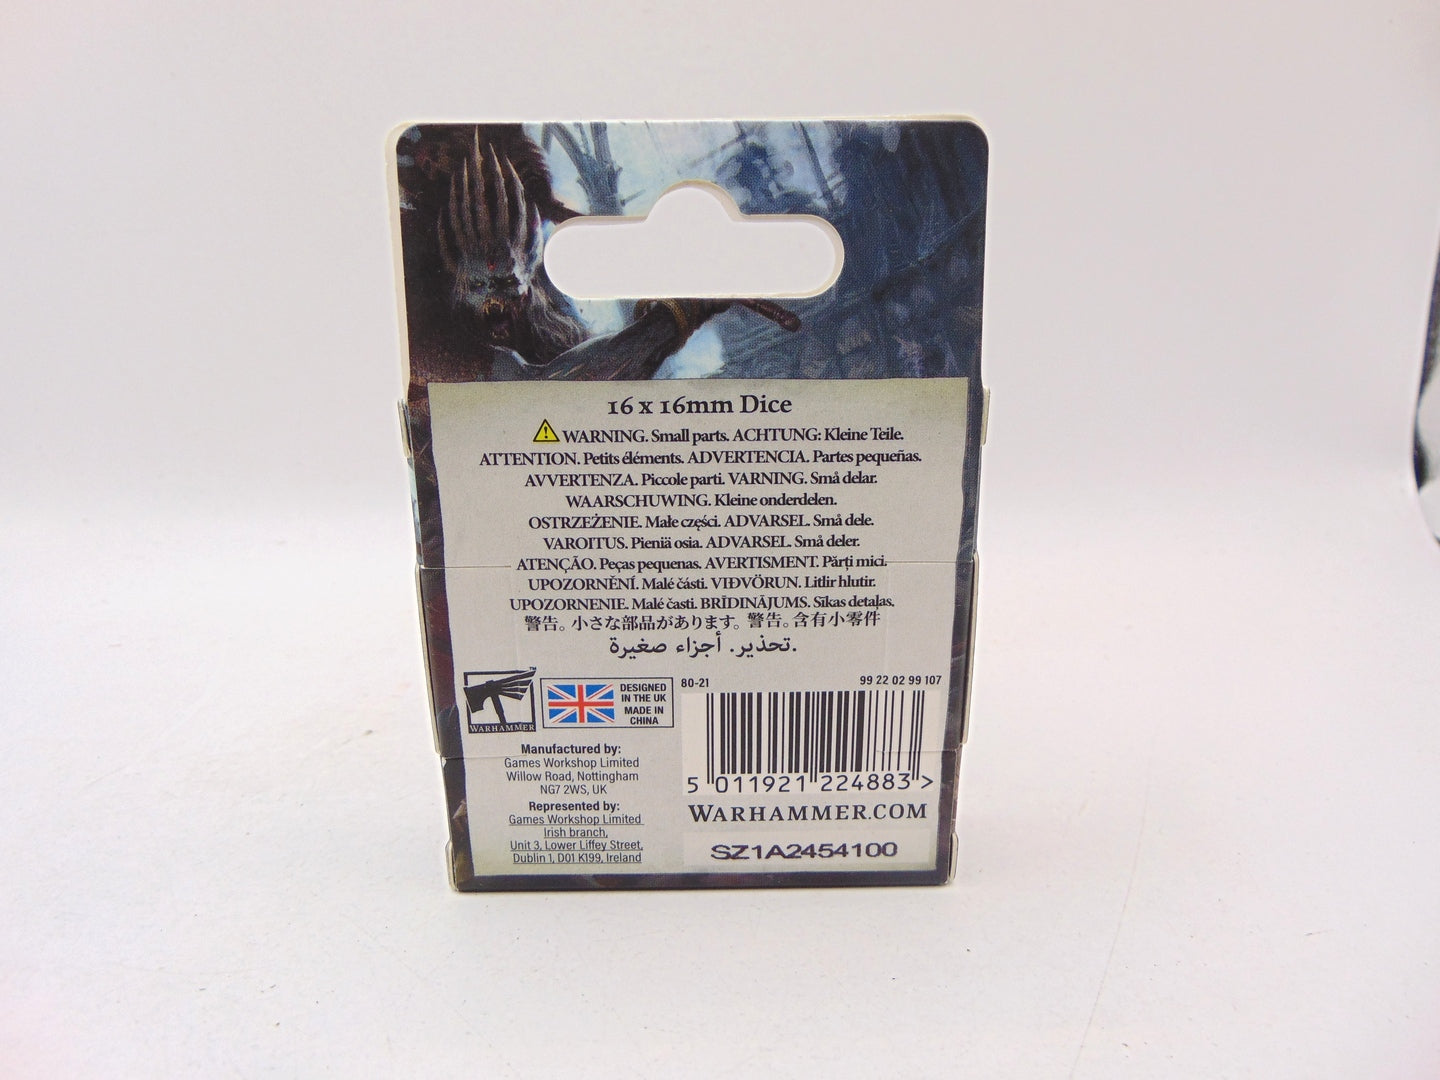 16 x 16mm Dice
WARNING. Small parts. ACHTUNG: Kleine Teile.
ATTENTION. Petits éléments. ADVERTENCIA. Partes pequeñas.
AVVERTENZA. Piccole parti. VARNING. Små delar.
WAARSCHUWING. Kleine onderdelen.
OSTRZEŻENIE. Małe części. ADVARSEL. Små dele.
VAROITUS. Pieniä osia. ADVARSEL. Små deler.
ATENÇÃO. Peças pequenas. AVERTISMENT. Părți mici.
UPOZORNĚNÍ. Malé části. VIÐVÖRUN. Litlir hlutir.
UPOZORNENIE. Malé časti. BRĪDINĀJUMS. Sīkas detaļas.
警告。小さな部品があります。警告。含有小零件
تحذير. أجزاء صغيرة.
TM
WARHAMMER
DESIGNED
IN THE UK
MADE IN
CHINA
80-21
99 22 02 99 107
5 011921 224883 >
Manufactured by:
Games Workshop Limited
Willow Road, Nottingham
NG7 2WS, UK
Represented by:
Games Workshop Limited
Irish branch,
Unit 3, Lower Liffey Street,
Dublin 1, D01 K199, Ireland
WARHAMMER.COM
SZ1A2454100